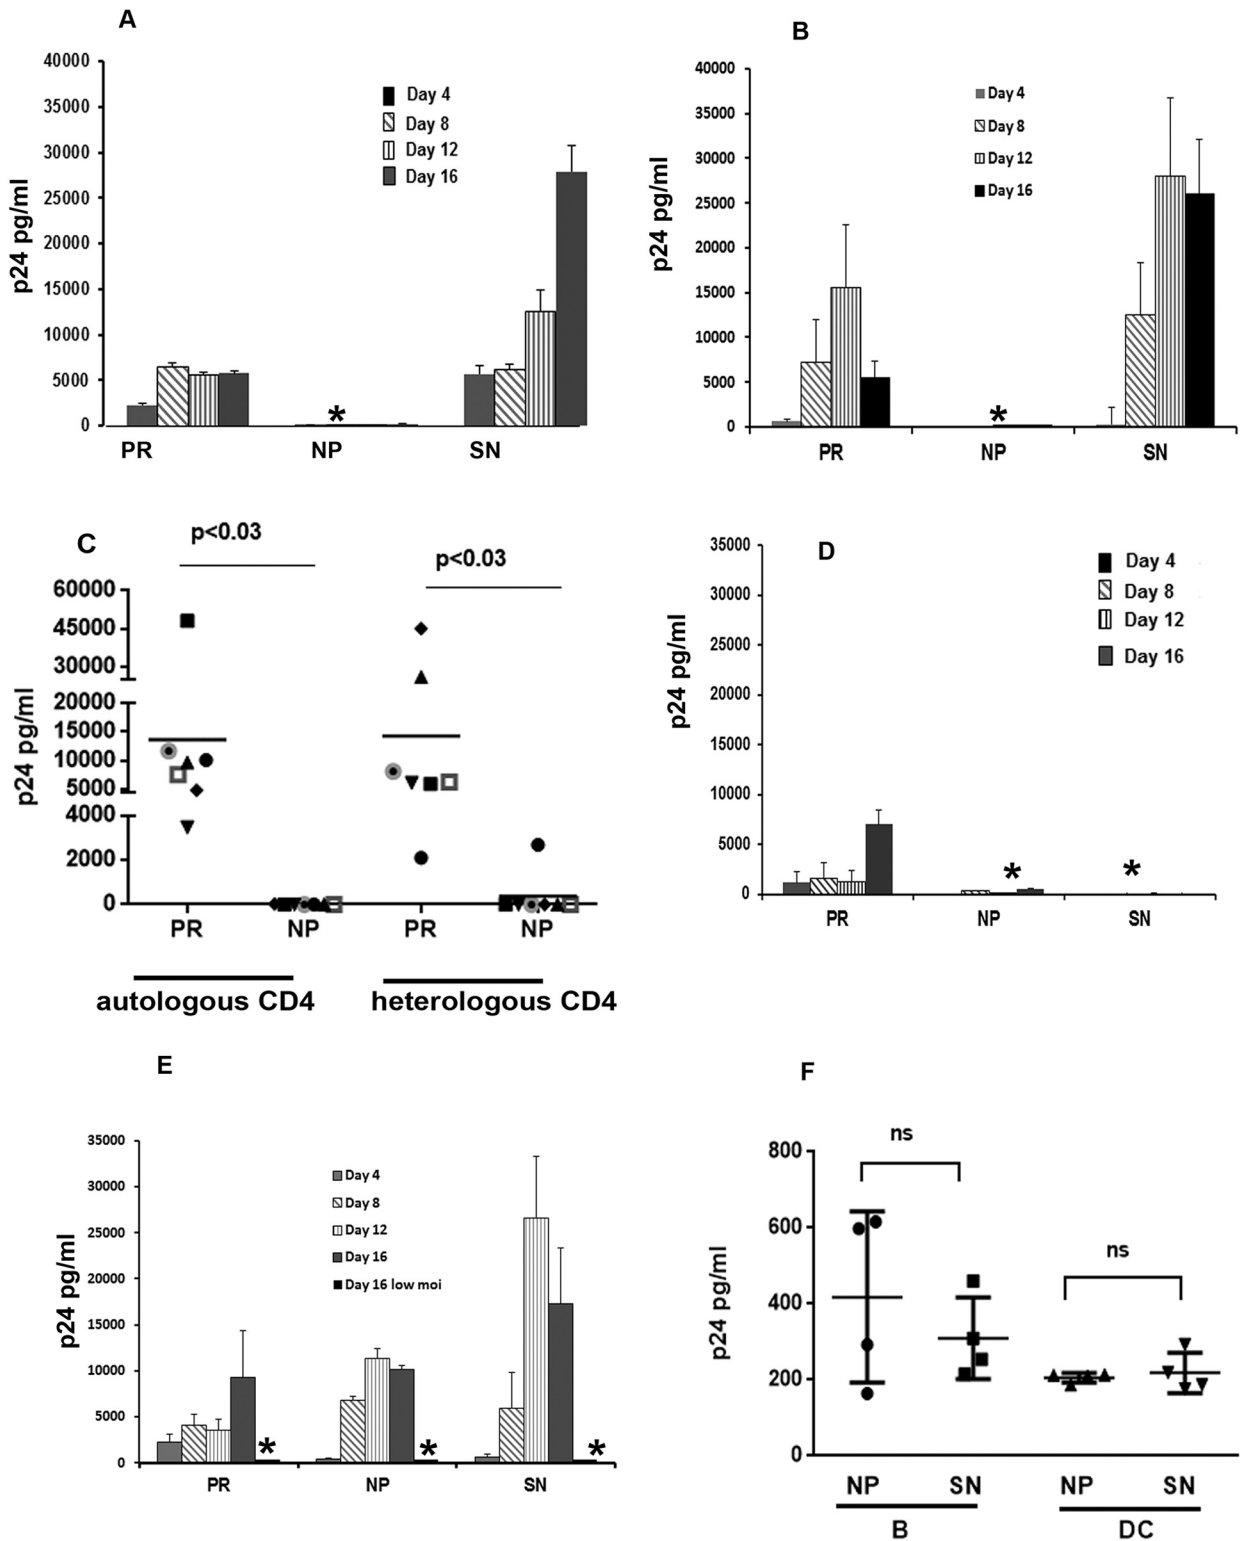 A
p24 pg/ml
40000
35000
30000
25000
20000
15000
10000
5000
0
Day 4
Day 8
Day 12
Day 16
*
PR
NP
SN
B
p24 pg/ml
40000
35000
30000
25000
20000
15000
10000
5000
0
Day 4
Day 8
Day 12
Day 16
*
PR
NP
SN
C
p<0.03
p<0.03
p24 pg/ml
60000
45000
30000
20000
15000
10000
5000
4000
2000
0
PR
NP
PR
NP
autologous CD4
heterologous CD4
D
p24 pg/ml
35000
30000
25000
20000
15000
10000
5000
0
Day 4
Day 8
Day 12
Day 16
*
*
PR
NP
SN
E
p24 pg/ml
35000
30000
25000
20000
15000
10000
5000
0
Day 4
Day 8
Day 12
Day 16
Day 16 low moi
*
*
*
PR
NP
SN
F
ns
ns
p24 pg/ml
800
600
400
200
0
NP
SN
NP
SN
B
DC